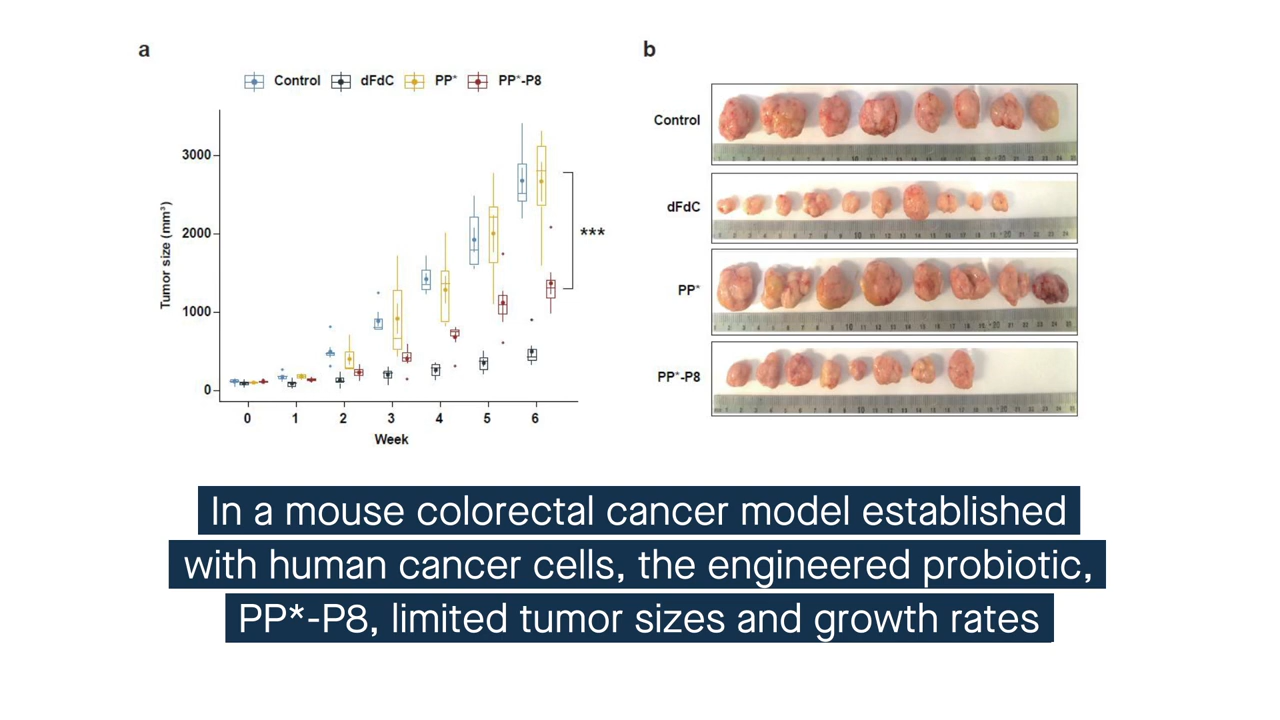 a
Control dFdC PP* PP*-P8
Tumor size (mm³)
3000
2000
1000
0
***
0 1 2 3 4 5 6
Week
b
Control
dFdC
PP*
PP*-P8
In a mouse colorectal cancer model established
with human cancer cells, the engineered probiotic,
PP*-P8, limited tumor sizes and growth rates